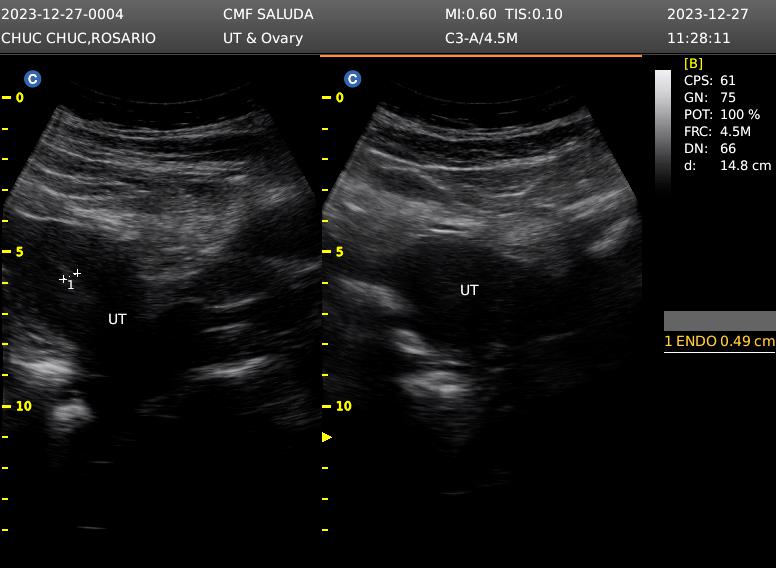 2023-12-27-0004 CMF SALUDA MI:0.60 TIS:0.10 2023-12-27
CHUC CHUC,ROSARIO UT & Ovary C3-A/4.5M 11:28:11
C C [B]
0 0 CPS: 61
GN: 75
POT: 100 %
FRC: 4.5M
DN: 66
d: 14.8 cm
5 5
1
UT UT
1 ENDO 0.49 cm
10 10